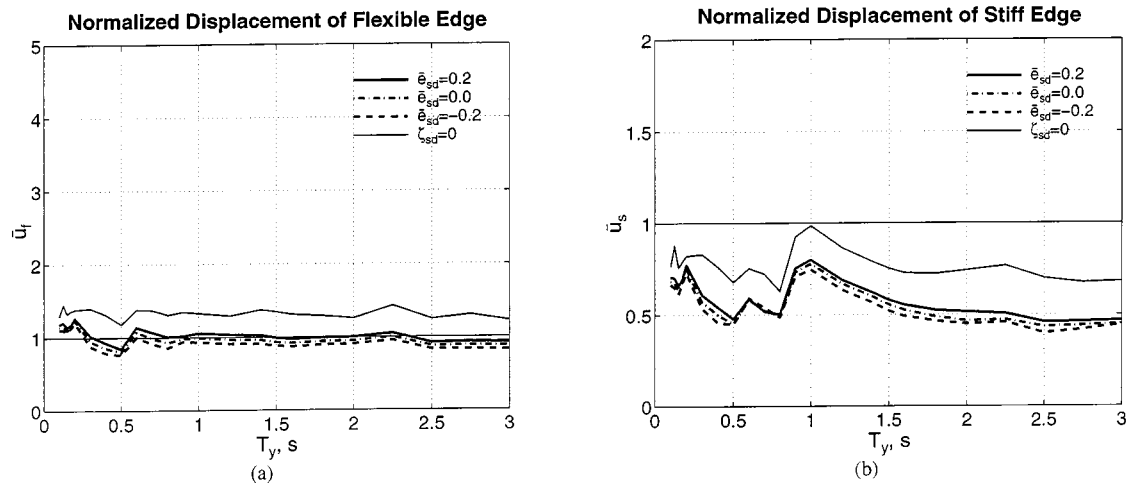 Normalized Displacement of Flexible Edge
5
4
3
2
1
0
ū_f
ē_sd=0.2
ē_sd=0.0
ē_sd=−0.2
ζ_sd=0
0 0.5 1 1.5 2 2.5 3
T_y, s
(a)
Normalized Displacement of Stiff Edge
2
1.5
1
0.5
0
ū_s
ē_sd=0.2
ē_sd=0.0
ē_sd=−0.2
ζ_sd=0
0 0.5 1 1.5 2 2.5 3
T_y, s
(b)